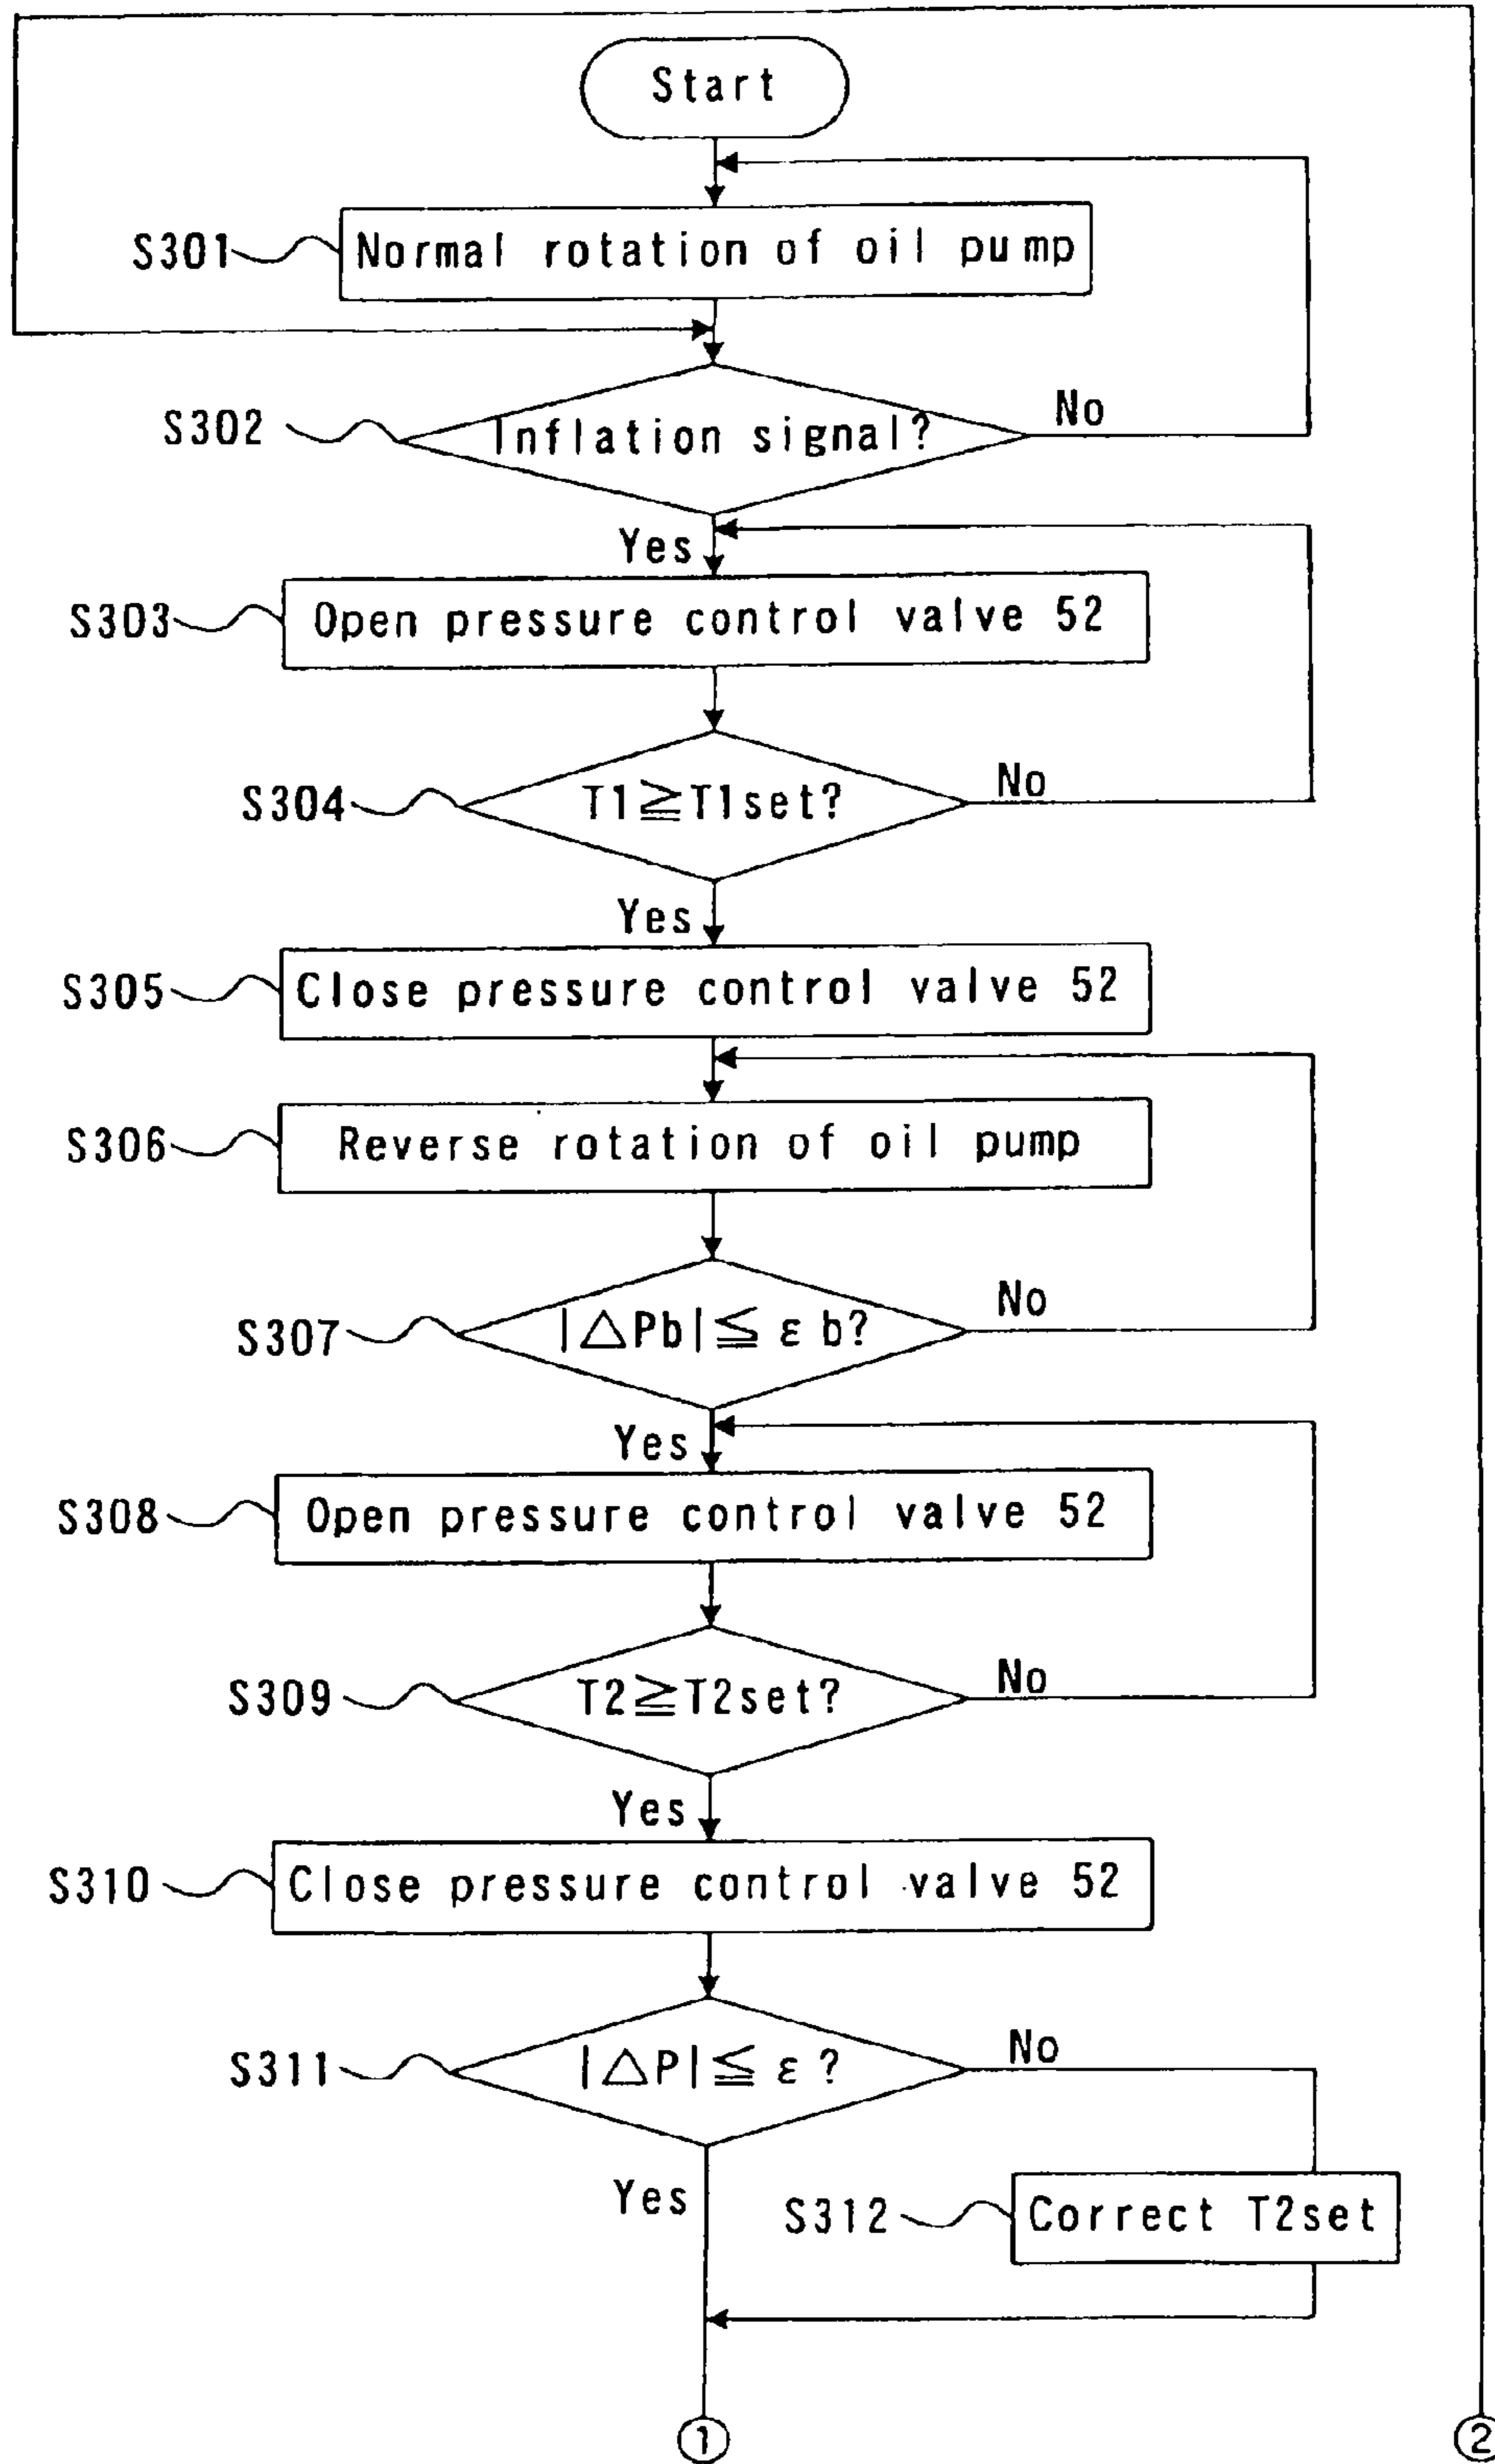 Start
S301 Normal rotation of oil pump
S302 Inflation signal? No
Yes
S303 Open pressure control valve 52
S304 T1≧T1set? No
Yes
S305 Close pressure control valve 52
S306 Reverse rotation of oil pump
S307 |△Pb|≦εb? No
Yes
S308 Open pressure control valve 52
S309 T2≧T2set? No
Yes
S310 Close pressure control valve 52
S311 |△P|≦ε? No
Yes
S312 Correct T2set
① ②